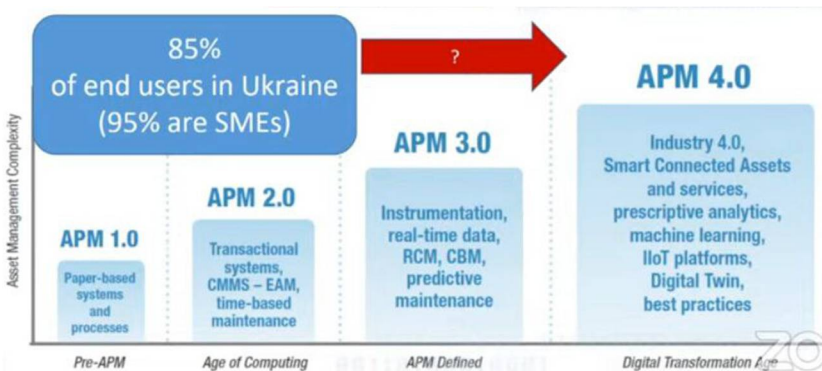 85%
of end users in Ukraine
(95% are SMEs)
?
APM 4.0
Industry 4.0,
Smart Connected Assets
and services,
prescriptive analytics,
machine learning,
IIoT platforms,
Digital Twin,
best practices
APM 3.0
Instrumentation,
real-time data,
RCM, CBM,
predictive
maintenance
APM 2.0
Transactional
systems,
CMMS – EAM,
time-based
maintenance
APM 1.0
Paper-based
systems
and
processes
Asset Management Complexity
Pre-APM
Age of Computing
APM Defined
Digital Transformation Age